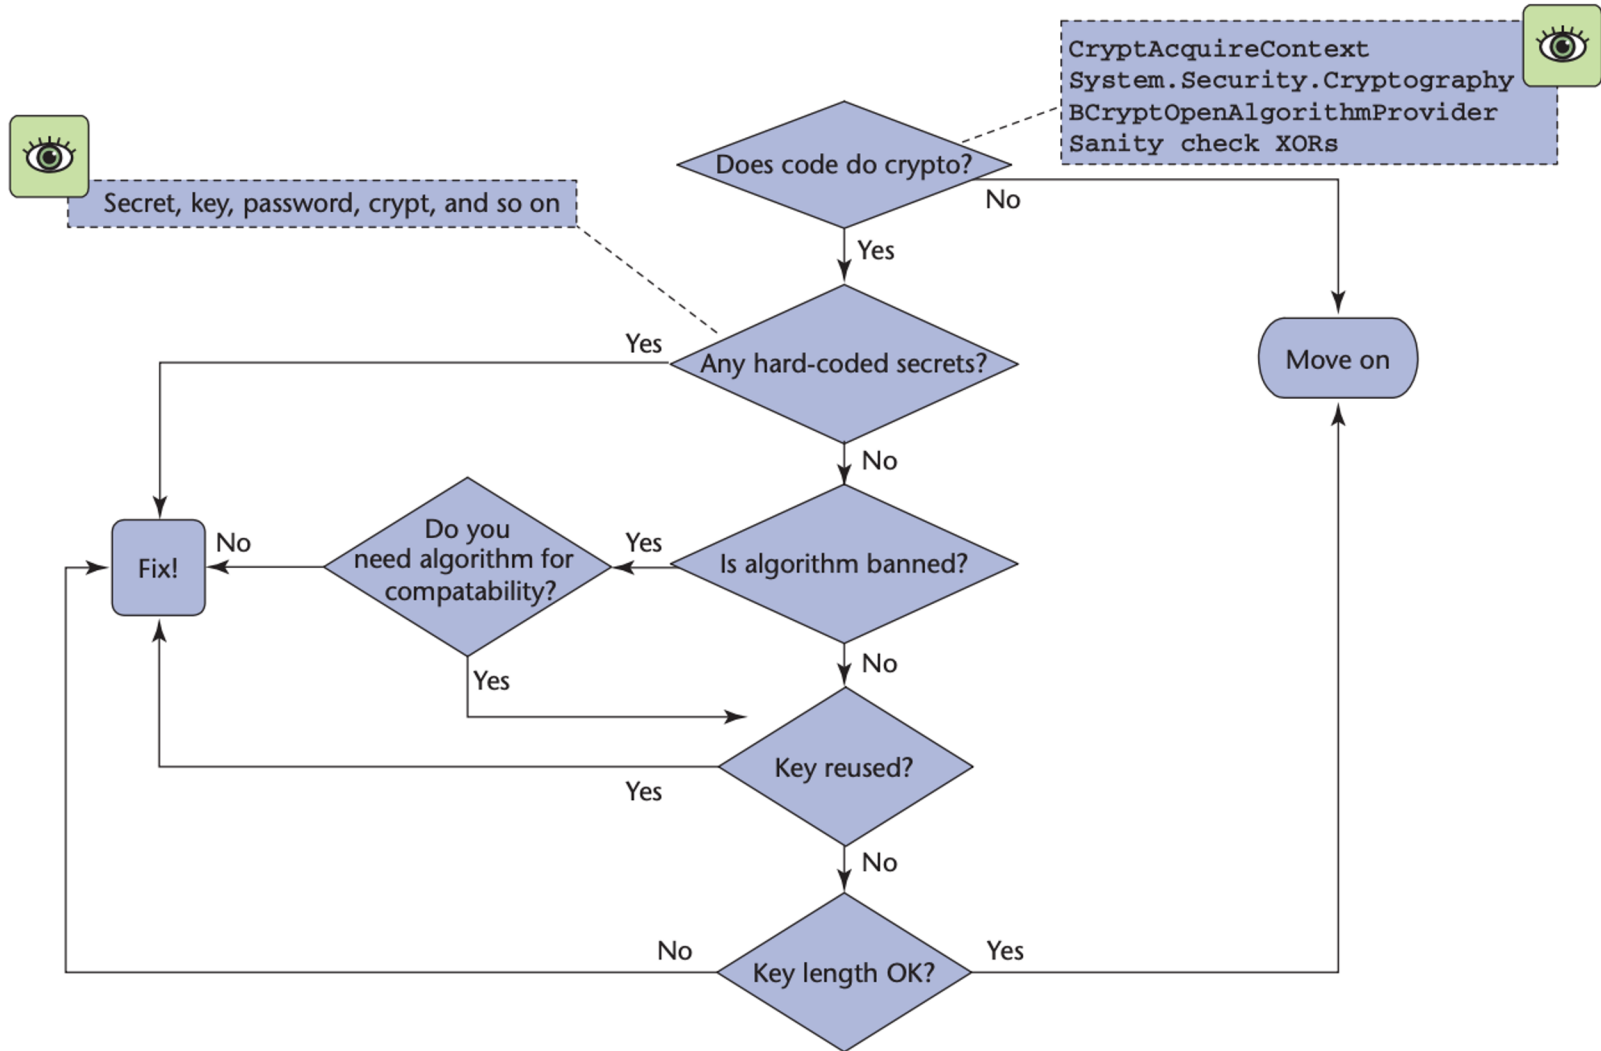 CryptAcquireContext
System.Security.Cryptography
BCryptOpenAlgorithmProvider
Sanity check XORs
Does code do crypto?
No
Secret, key, password, crypt, and so on
Yes
Yes
Any hard-coded secrets?
Move on
No
Do you
need algorithm for
compatability?
No
Fix!
Yes
Is algorithm banned?
No
Yes
Key reused?
Yes
No
No
Yes
Key length OK?